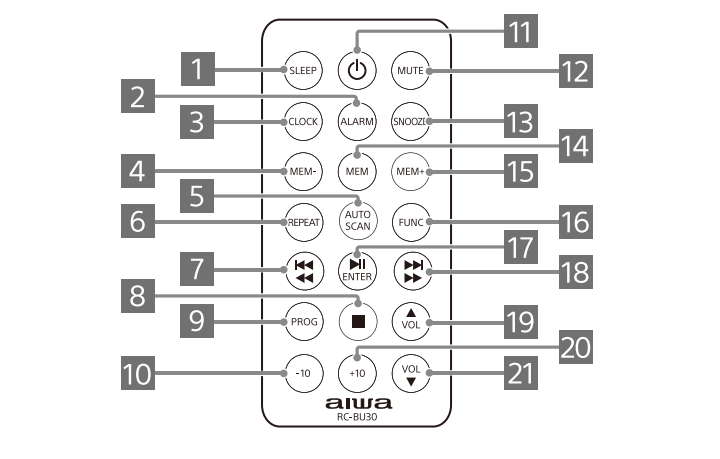 11
1 SLEEP MUTE 12
2
3 CLOCK ALARM SNOOZE 13
14
4 MEM- MEM MEM+ 15
5
6 REPEAT AUTO SCAN FUNC 16
17
7 ENTER 18
8
9 PROG VOL 19
20
10 -10 +10 VOL 21
aiwa
RC-BU30